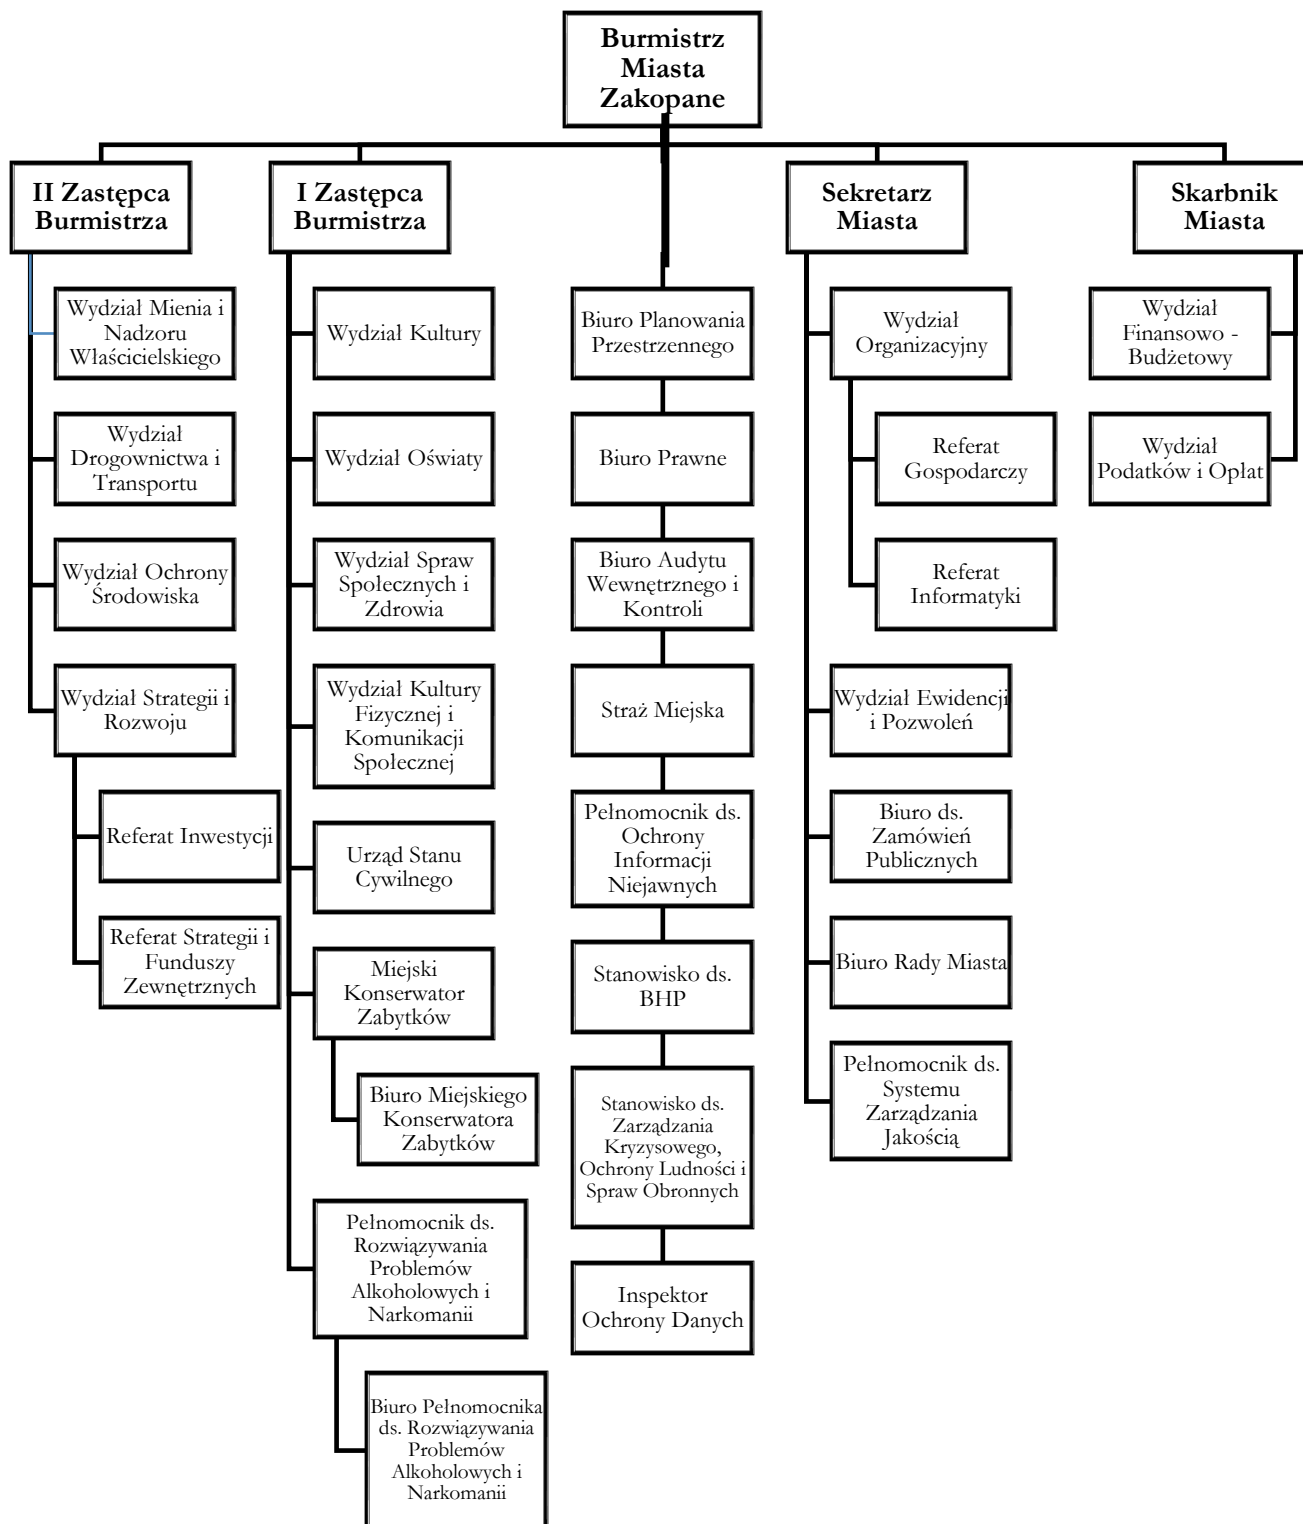 Burmistrz
Miasta
Zakopane
II Zastępca
Burmistrza
I Zastępca
Burmistrza
Sekretarz
Miasta
Skarbnik
Miasta
Wydział Mienia i
Nadzoru
Właścicielskiego
Wydział
Drogownictwa i
Transportu
Wydział Ochrony
Środowiska
Wydział Strategii i
Rozwoju
Referat Inwestycji
Referat Strategii i
Funduszy
Zewnętrznych
Wydział Kultury
Wydział Oświaty
Wydział Spraw
Społecznych i
Zdrowia
Wydział Kultury
Fizycznej i
Komunikacji
Społecznej
Urząd Stanu
Cywilnego
Miejski
Konserwator
Zabytków
Biuro Miejskiego
Konserwatora
Zabytków
Pełnomocnik ds.
Rozwiązywania
Problemów
Alkoholowych i
Narkomanii
Biuro Pełnomocnika
ds. Rozwiązywania
Problemów
Alkoholowych i
Narkomanii
Biuro Planowania
Przestrzennego
Biuro Prawne
Biuro Audytu
Wewnętrznego i
Kontroli
Straż Miejska
Pełnomocnik ds.
Ochrony
Informacji
Niejawnych
Stanowisko ds.
BHP
Stanowisko ds.
Zarządzania
Kryzysowego,
Ochrony Ludności i
Spraw Obronnych
Inspektor
Ochrony Danych
Wydział
Organizacyjny
Referat
Gospodarczy
Referat
Informatyki
Wydział Ewidencji
i Pozwoleń
Biuro ds.
Zamówień
Publicznych
Biuro Rady Miasta
Pełnomocnik ds.
Systemu
Zarządzania
Jakością
Wydział
Finansowo -
Budżetowy
Wydział
Podatków i Opłat